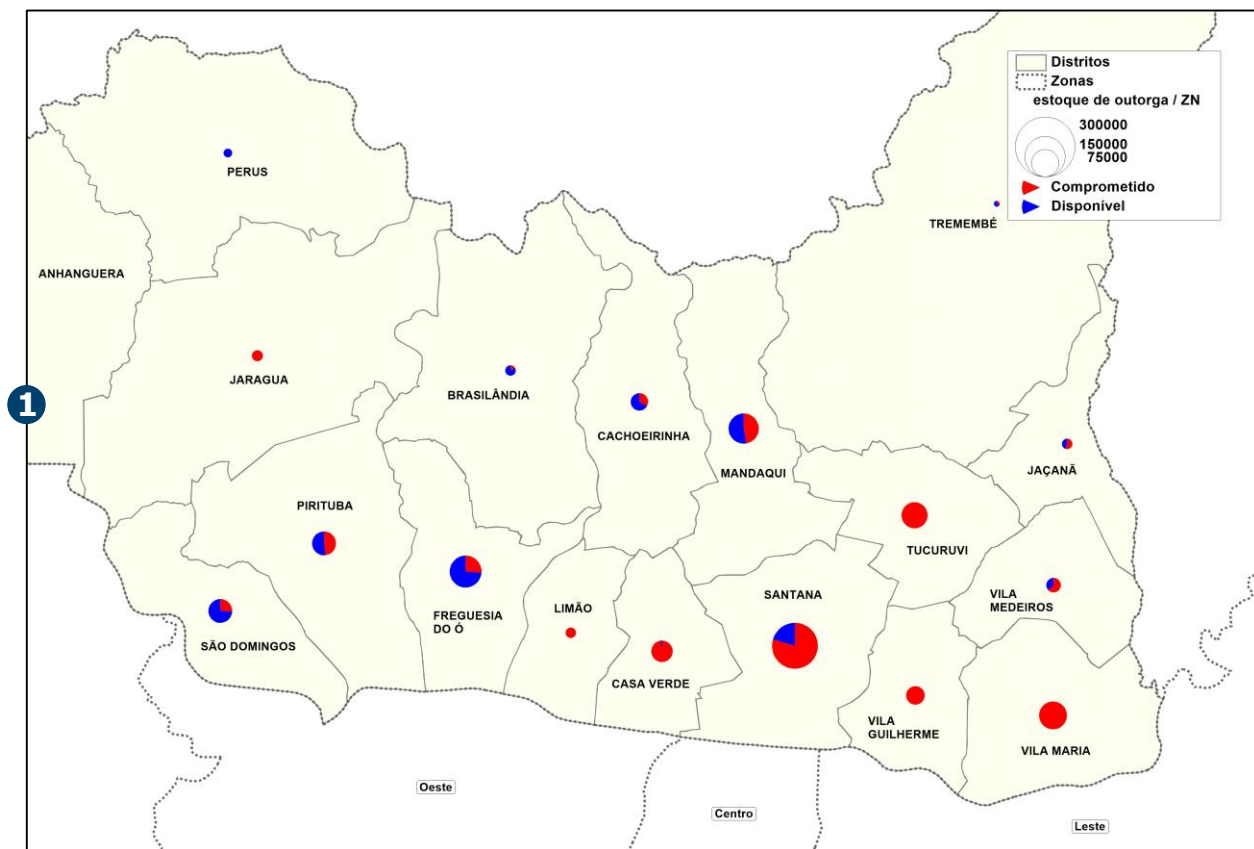 Distritos
Zonas
estoque de outorga / ZN
300000
150000
75000
Comprometido
Disponível
PERUS
TREMEMBÉ
ANHANGUERA
JARAGUA
BRASILÂNDIA
1
CACHOEIRINHA
MANDAQUI
JAÇANÃ
PIRITUBA
TUCURUVI
SANTANA
VILA
MEDEIROS
LIMÃO
FREGUESIA
DO Ó
SÃO DOMINGOS
CASA VERDE
VILA
GUILHERME
VILA MARIA
Oeste
Centro
Leste